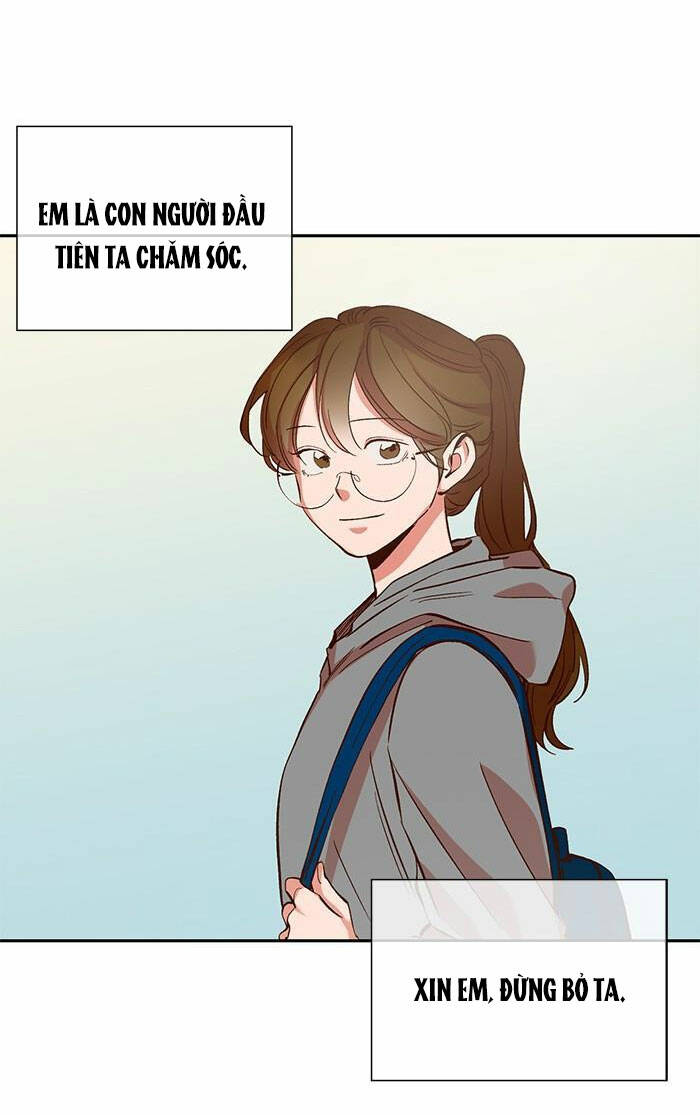 EM LÀ CON NGƯỜI ĐẦU
TIÊN TA CHĂM SÓC.
XIN EM, ĐỪNG BỎ TA.